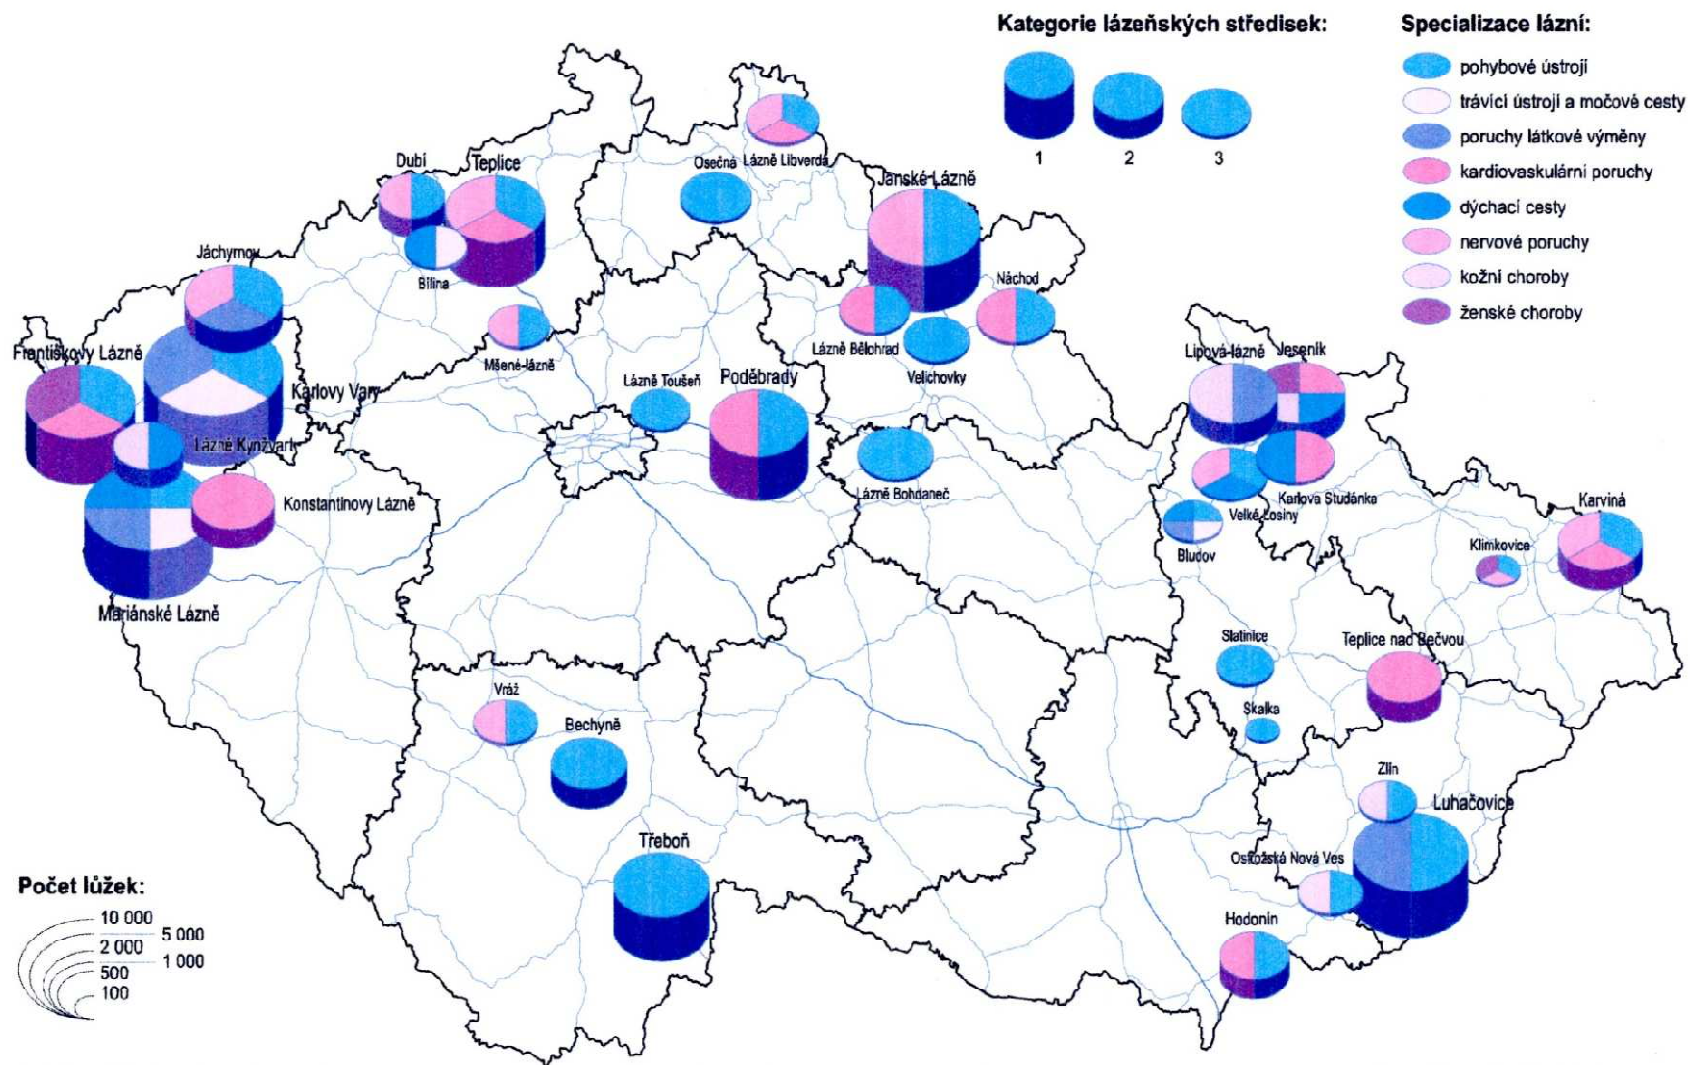 Kategorie lázeňských středisek:
1
2
3
Specializace lázní:
pohybové ústrojí
trávicí ústrojí a močové cesty
poruchy látkové výměny
kardiovaskulární poruchy
dýchací cesty
nervové poruchy
kožní choroby
ženské choroby
Dubí
Teplice
Osečná
Lázně Libverda
Janské Lázně
Jáchymov
Bílina
Náchod
Mšené-lázně
Lázně Bělohrad
Velichovky
Františkovy Lázně
Karlovy Vary
Lázně Toušeň
Poděbrady
Lipová-lázně
Jeseník
Lázně Kynžvart
Konstantinovy Lázně
Lázně Bohdaneč
Karlova Studánka
Velké Losiny
Bludov
Karviná
Klimkovice
Mariánské Lázně
Slatinice
Teplice nad Bečvou
Vráž
Bechyně
Skalka
Zlín
Luhačovice
Třeboň
Ostrožská Nová Ves
Hodonín
Počet lůžek:
10 000
5 000
2 000
1 000
500
100